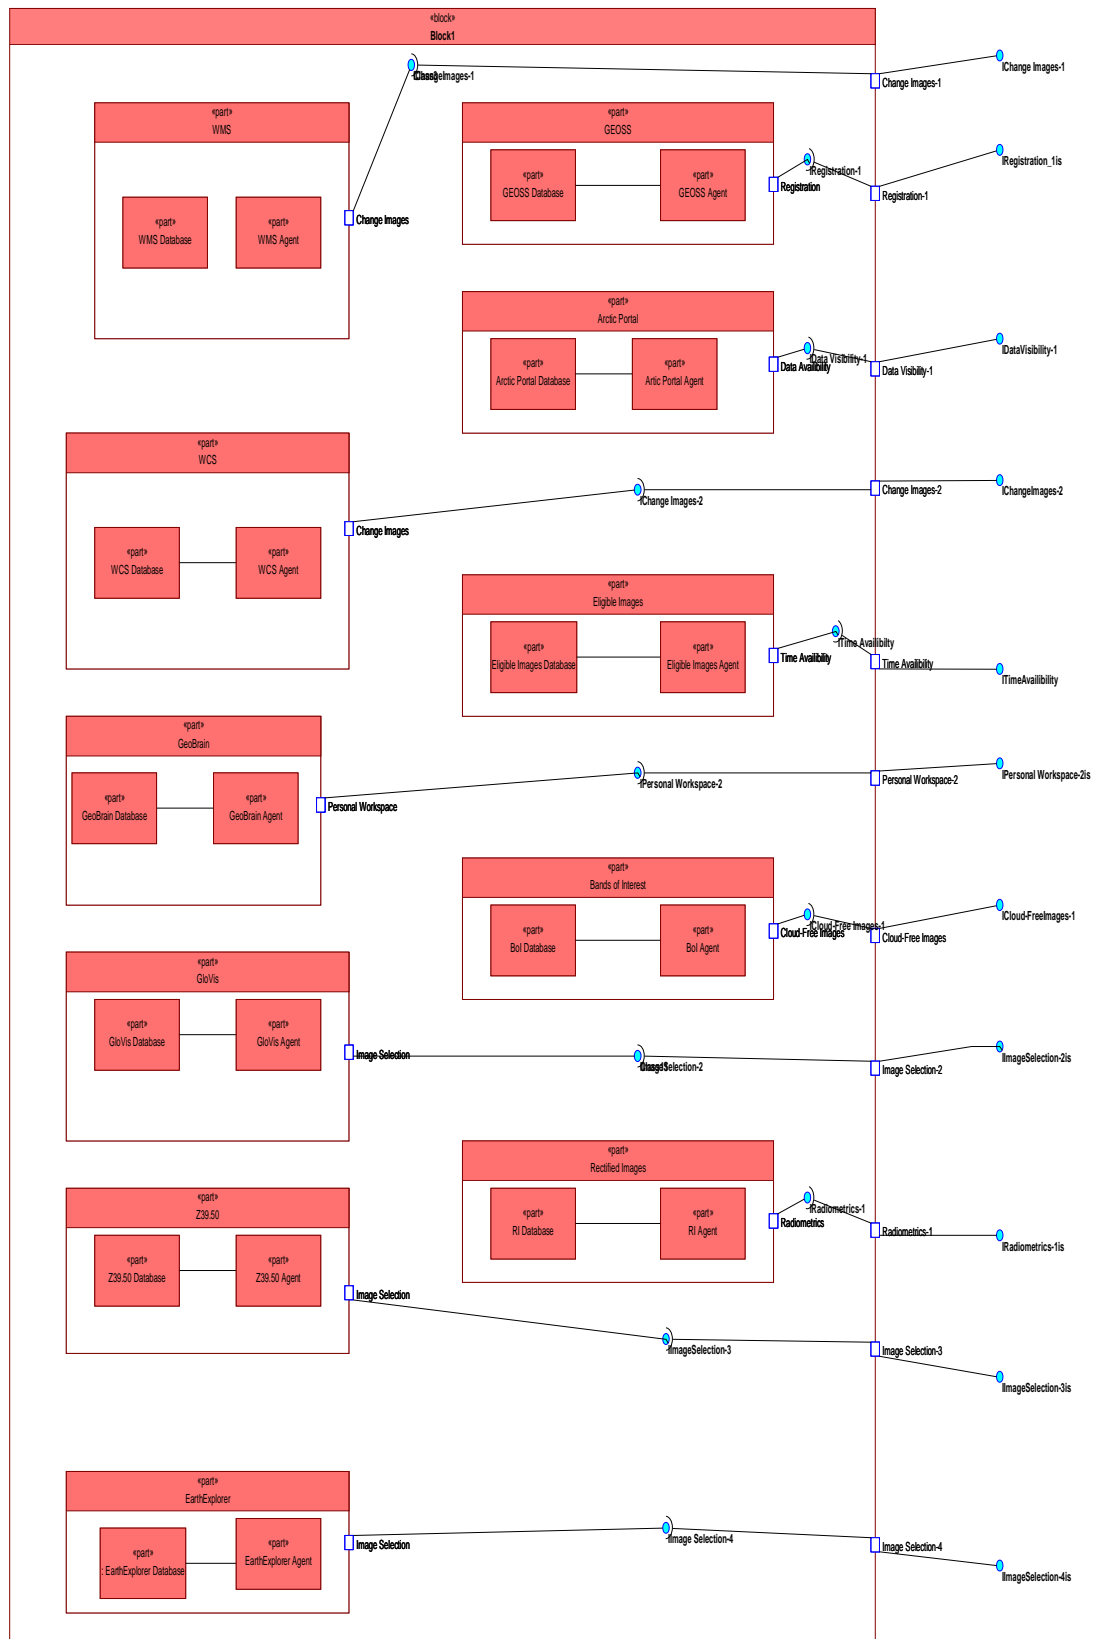 «block»
Block1
IChangeImages-1
IChange Images-1
Change Images-1
«part»
WMS
«part»
WMS Database
«part»
WMS Agent
Change Images
«part»
GEOSS
«part»
GEOSS Database
«part»
GEOSS Agent
Registration
IRegistration-1
Registration-1
IRegistration_1is
«part»
Arctic Portal
«part»
Arctic Portal Database
«part»
Artic Portal Agent
Data Availibility
IData Visibility-1
Data Visibility-1
IDataVisibility-1
«part»
WCS
«part»
WCS Database
«part»
WCS Agent
Change Images
IChange Images-2
Change Images-2
IChangeImages-2
«part»
Eligible Images
«part»
Eligible Images Database
«part»
Eligible Images Agent
Time Availibility
ITime Availibilty
Time Availibility
ITimeAvailibility
«part»
GeoBrain
«part»
GeoBrain Database
«part»
GeoBrain Agent
Personal Workspace
IPersonal Workspace-2
Personal Workspace-2
IPersonal Workspace-2is
«part»
Bands of Interest
«part»
BoI Database
«part»
BoI Agent
Cloud-Free Images
ICloud-Free Images-1
Cloud-Free Images
ICloud-FreeImages-1
«part»
GloVis
«part»
GloVis Database
«part»
GloVis Agent
Image Selection
IImageSelection-2
Image Selection-2
IImageSelection-2is
«part»
Rectified Images
«part»
RI Database
«part»
RI Agent
Radiometrics
IRadiometrics-1
Radiometrics-1
IRadiometrics-1is
«part»
Z39.50
«part»
Z39.50 Database
«part»
Z39.50 Agent
Image Selection
IImageSelection-3
Image Selection-3
IImageSelection-3is
«part»
EarthExplorer
«part»
: EarthExplorer Database
«part»
EarthExplorer Agent
Image Selection
IImage Selection-4
Image Selection-4
IImageSelection-4is